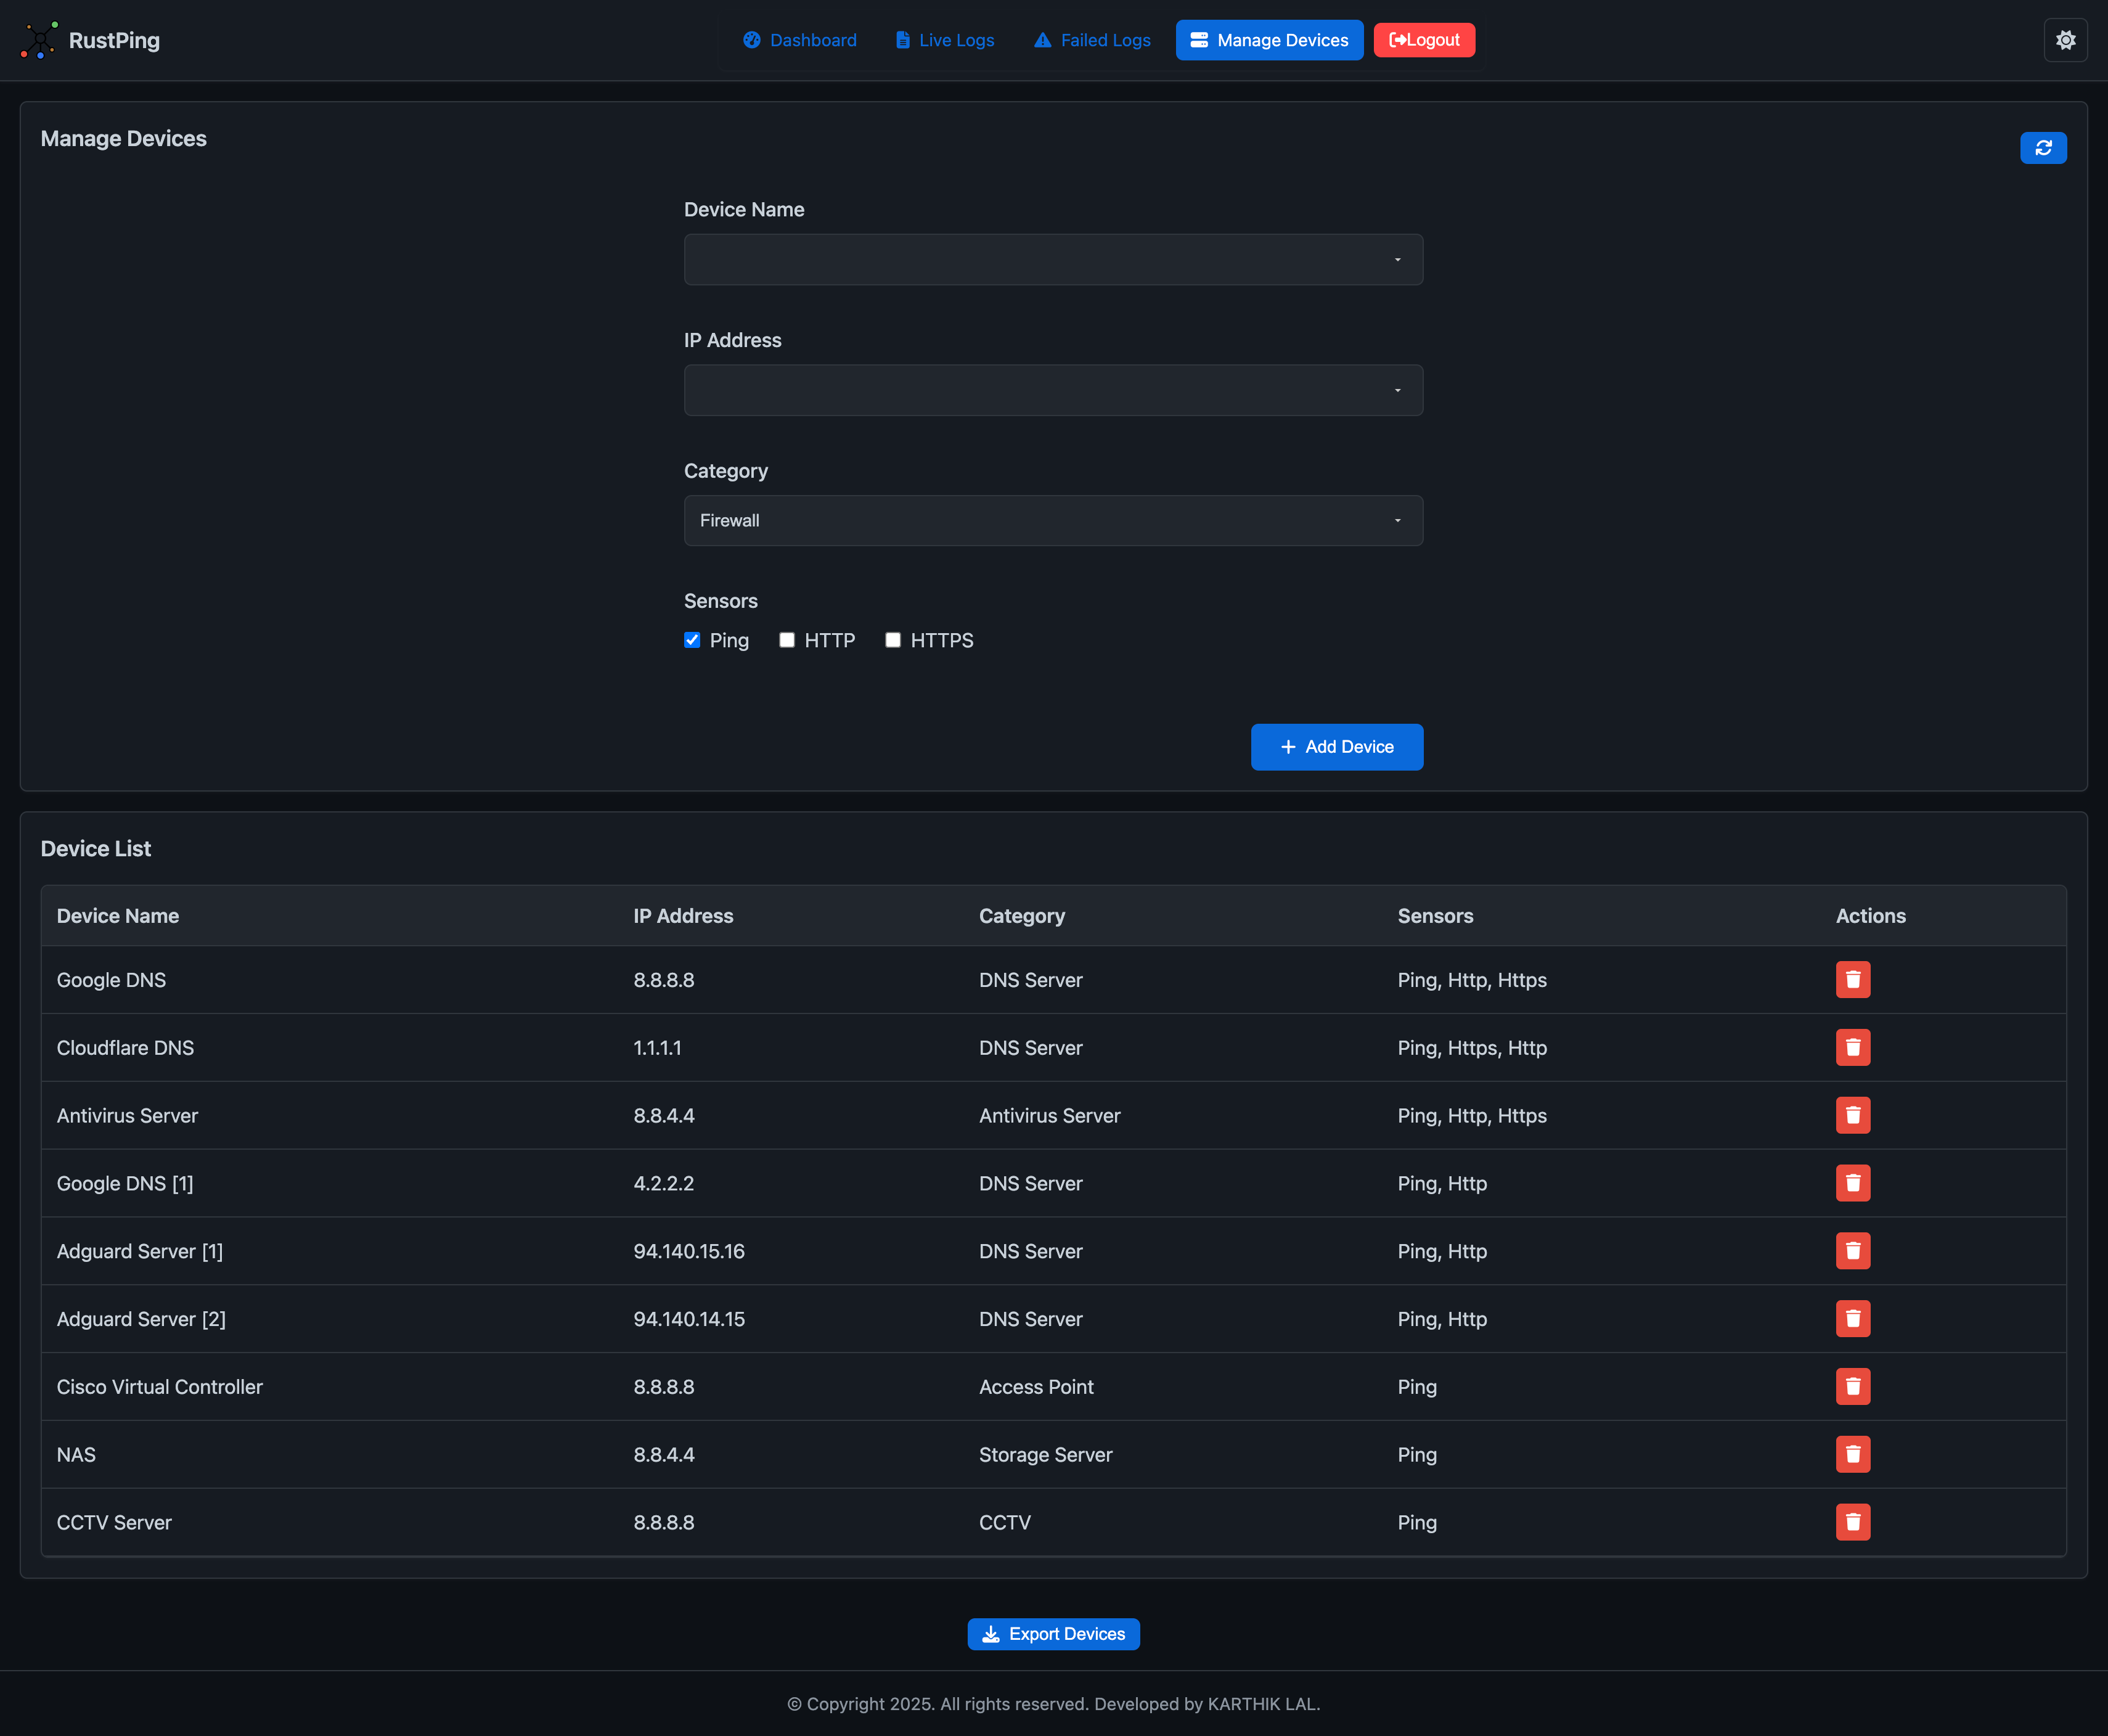 RustPing
Dashboard Live Logs Failed Logs Manage Devices Logout
Manage Devices
Device Name
IP Address
Category
Firewall
Sensors
Ping HTTP HTTPS
Add Device
Device List
Device Name IP Address Category Sensors Actions
Google DNS 8.8.8.8 DNS Server Ping, Http, Https
Cloudflare DNS 1.1.1.1 DNS Server Ping, Https, Http
Antivirus Server 8.8.4.4 Antivirus Server Ping, Http, Https
Google DNS [1] 4.2.2.2 DNS Server Ping, Http
Adguard Server [1] 94.140.15.16 DNS Server Ping, Http
Adguard Server [2] 94.140.14.15 DNS Server Ping, Http
Cisco Virtual Controller 8.8.8.8 Access Point Ping
NAS 8.8.4.4 Storage Server Ping
CCTV Server 8.8.8.8 CCTV Ping
Export Devices
© Copyright 2025. All rights reserved. Developed by KARTHIK LAL.